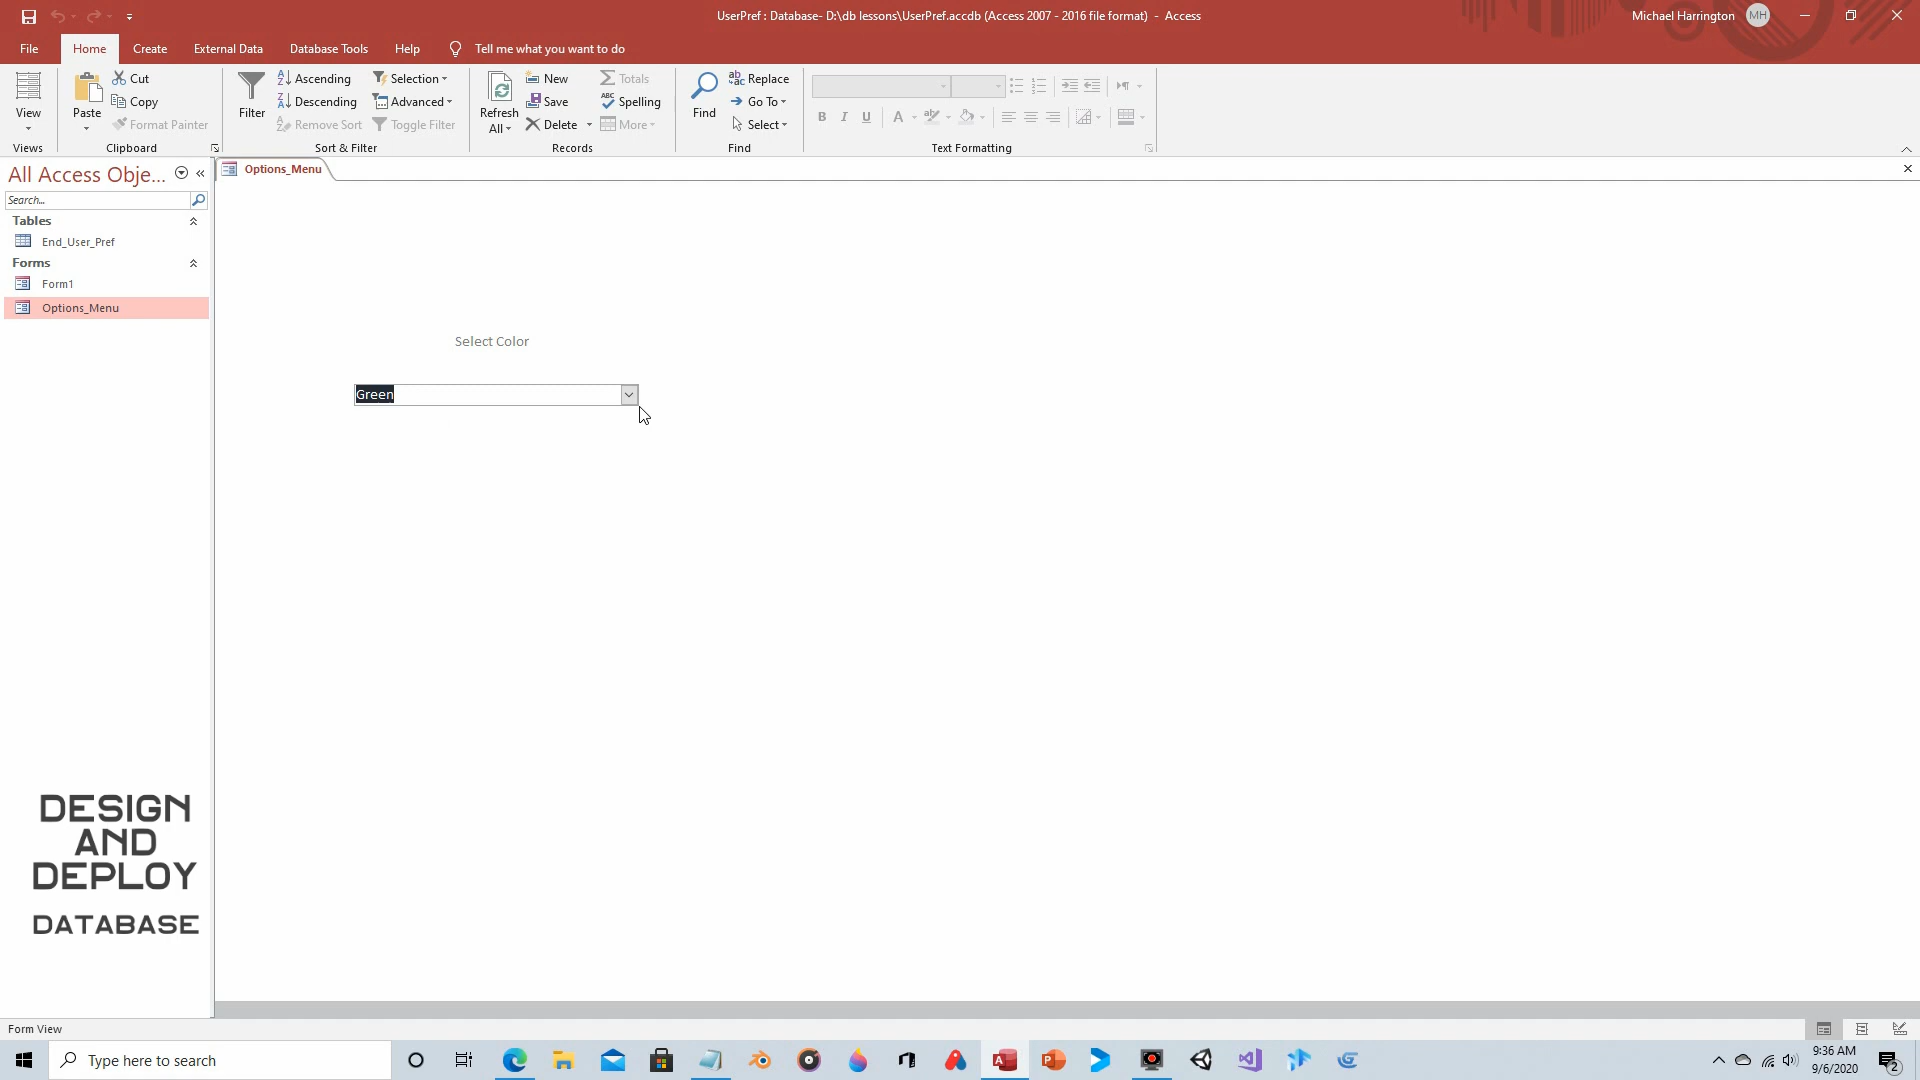 UserPref : Database- D:\db lessons\UserPref.accdb (Access 2007 - 2016 file format) - Access
Michael Harrington
MH
File
Home
Create
External Data
Database Tools
Help
Tell me what you want to do
View
Views
Paste
Cut
Copy
Format Painter
Clipboard
Filter
Ascending
Descending
Remove Sort
Selection
Advanced
Toggle Filter
Sort & Filter
Refresh
All
New
Save
Delete
Totals
Spelling
More
Records
Find
Replace
Go To
Select
Find
B I U
Text Formatting
All Access Obje...
Search...
Tables
End_User_Pref
Forms
Form1
Options_Menu
Options_Menu
Select Color
Green
DESIGN
AND
DEPLOY
DATABASE
Form View
Type here to search
9:36 AM
9/6/2020
2